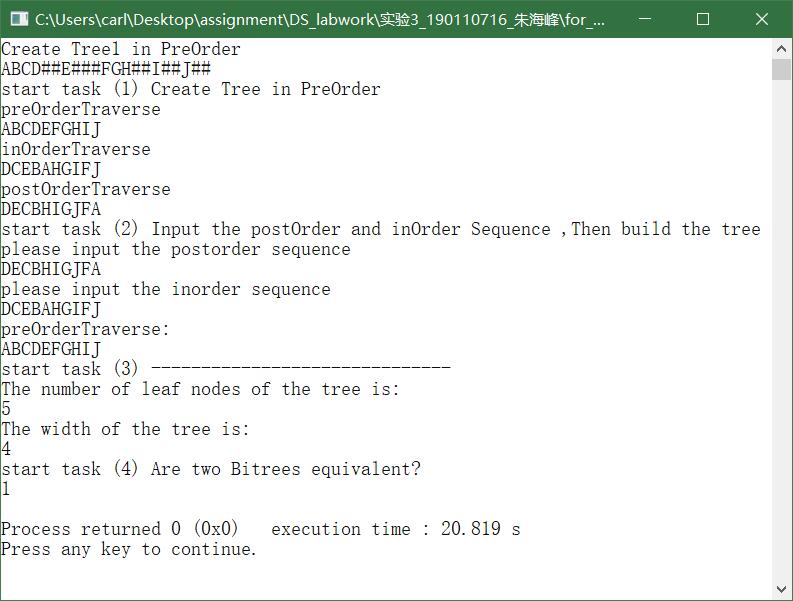 C:\Users\carl\Desktop\assignment\DS_labwork\实验3_190110716_朱海峰\for_...
Create Tree1 in PreOrder
ABCD##E###FGH##I##J##
start task (1) Create Tree in PreOrder
preOrderTraverse
ABCDEFGHIJ
inOrderTraverse
DCEBAHGIFJ
postOrderTraverse
DECBHIGJFA
start task (2) Input the postOrder and inOrder Sequence ,Then build the tree
please input the postorder sequence
DECBHIGJFA
please input the inorder sequence
DCEBAHGIFJ
preOrderTraverse:
ABCDEFGHIJ
start task (3) ------------------------------
The number of leaf nodes of the tree is:
5
The width of the tree is:
4
start task (4) Are two Bitrees equivalent?
1
Process returned 0 (0x0)   execution time : 20.819 s
Press any key to continue.